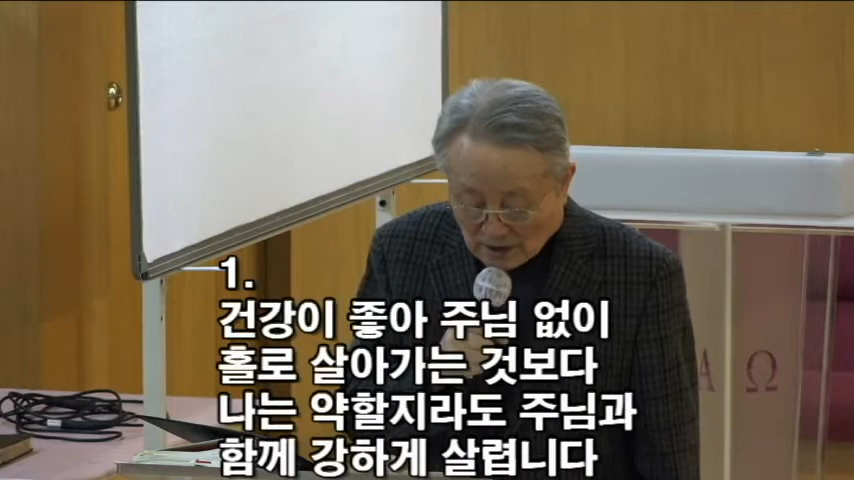 1.
건강이 좋아 주님 없이
홀로 살아가는 것보다
나는 약할지라도 주님과
함께 강하게 살렵니다
Α Ω